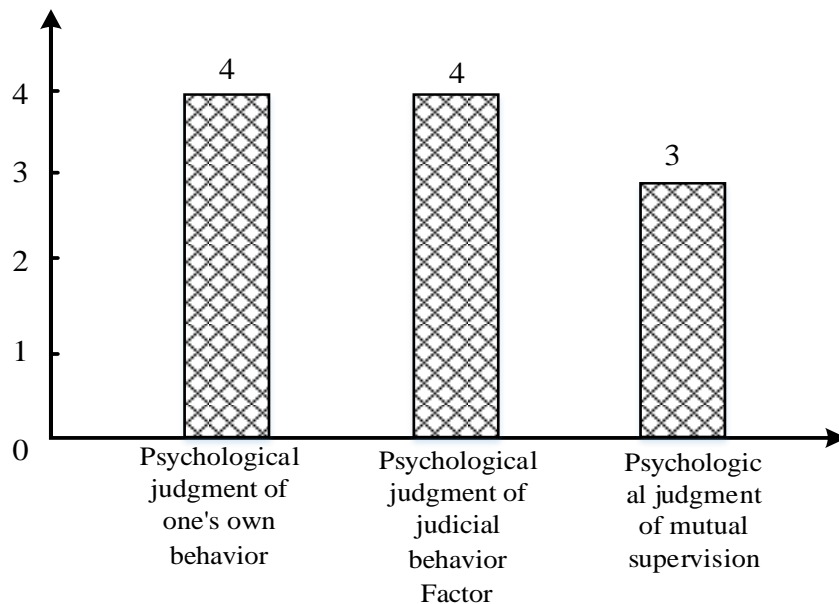 4
3
2
1
0
4
4
3
Psychological
judgment of
one's own
behavior
Psychological
judgment of
judicial
behavior
Factor
Psychologic
al judgment
of mutual
supervision